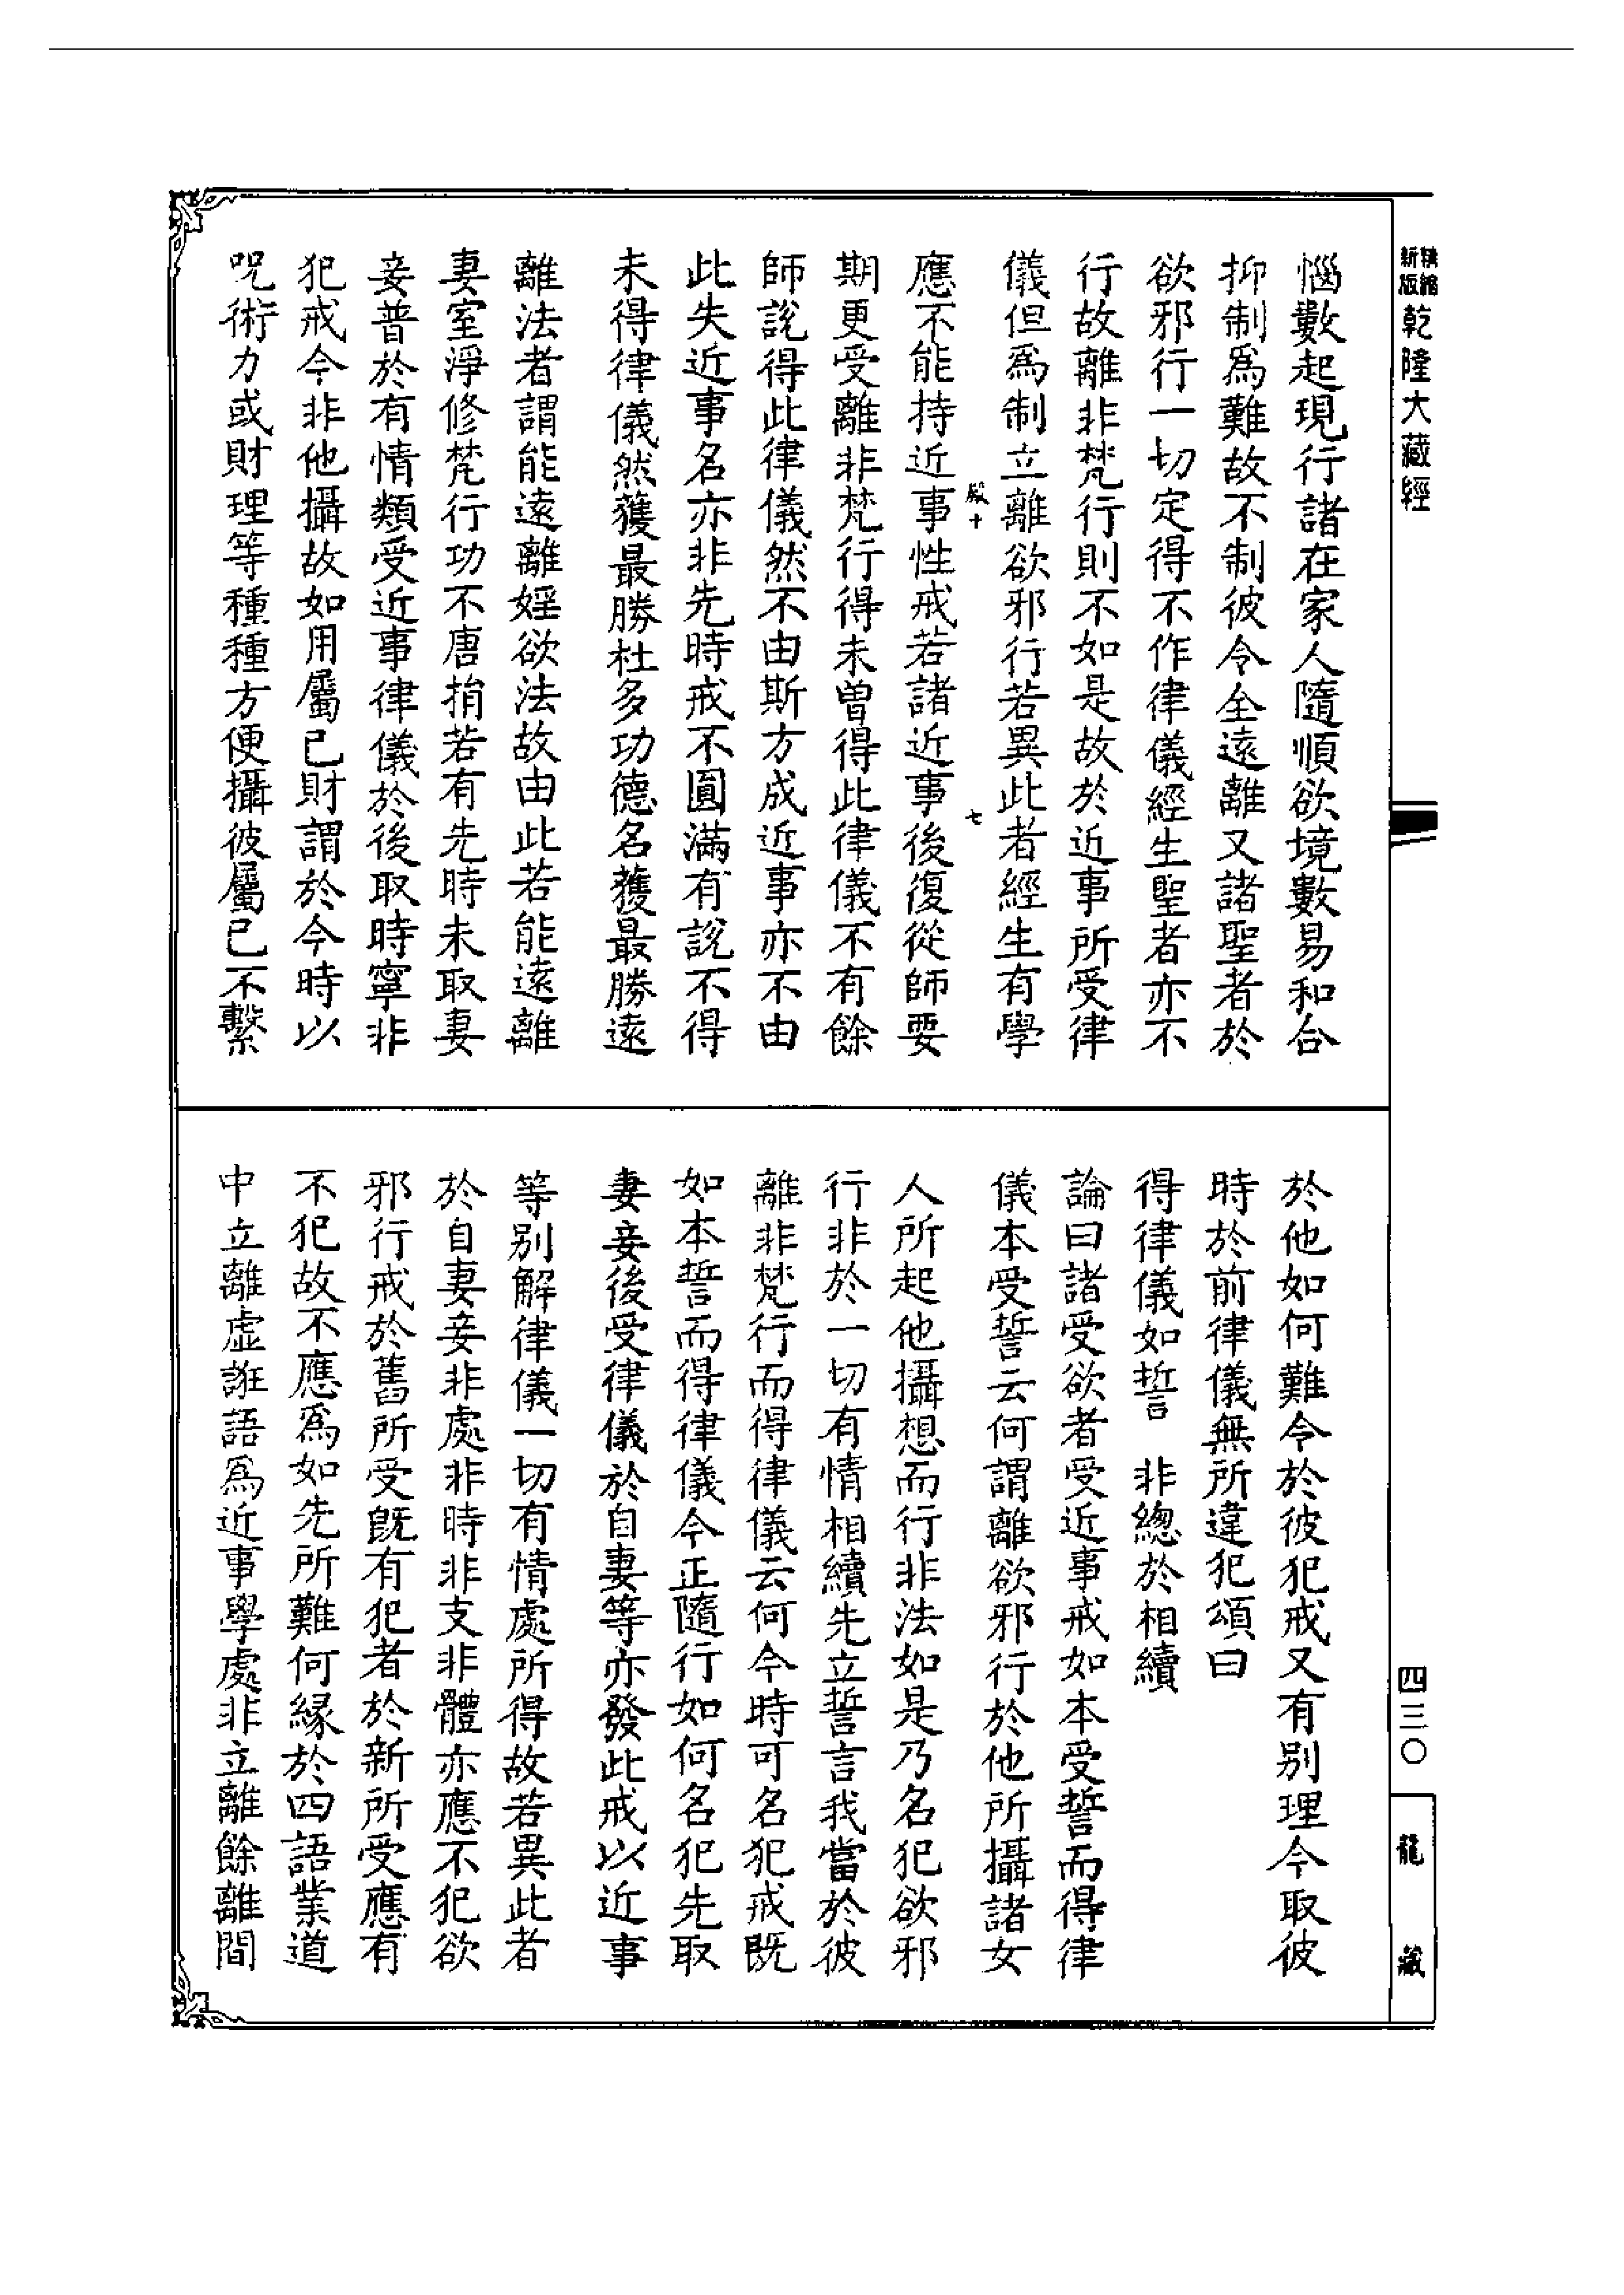 精縮新版乾隆大藏經
惱數起現行諸在家人隨順欲境數易和合
抑制爲難故不制彼令全遠離又諸聖者於
欲邪行一切定得不作律儀經生聖者亦不
行故離非梵行則不如是故於近事所受律
儀但爲制立離欲邪行若異此者經生有學
殿十 七
應不能持近事性戒若諸近事後復從師要
期更受離非梵行得未曾得此律儀不有餘
師說得此律儀然不由斯方成近事亦不由
此失近事名亦非先時戒不圓滿有說不得
未得律儀然獲最勝杜多功德名獲最勝遠
離法者謂能遠離婬欲法故由此若能遠離
妻室淨修梵行功不唐捐若有先時未取妻
妾普於有情類受近事律儀於後取時寧非
犯戒今非他攝故如用屬己財謂於今時以
呪術力或財理等種種方便攝彼屬己不繫
於他如何難令於彼犯戒又有別理今取彼
時於前律儀無所違犯頌曰
得律儀如誓　非總於相續
論曰諸受欲者受近事戒如本受誓而得律
儀本受誓云何謂離欲邪行於他所攝諸女
人所起他攝想而行非法如是乃名犯欲邪
行非於一切有情相續先立誓言我當於彼
離非梵行而得律儀云何今時可名犯戒既
如本誓而得律儀今正隨行如何名犯先取
妻妾後受律儀於自妻等亦發此戒以近事
等別解律儀一切有情處所得故若異此者
於自妻妾非處非時非支非體亦應不犯欲
邪行戒於舊所受既有犯者於新所受應有
不犯故不應爲如先所難何緣於四語業道
中立離虛誑語爲近事學處非立離餘離間
四三〇
龍藏